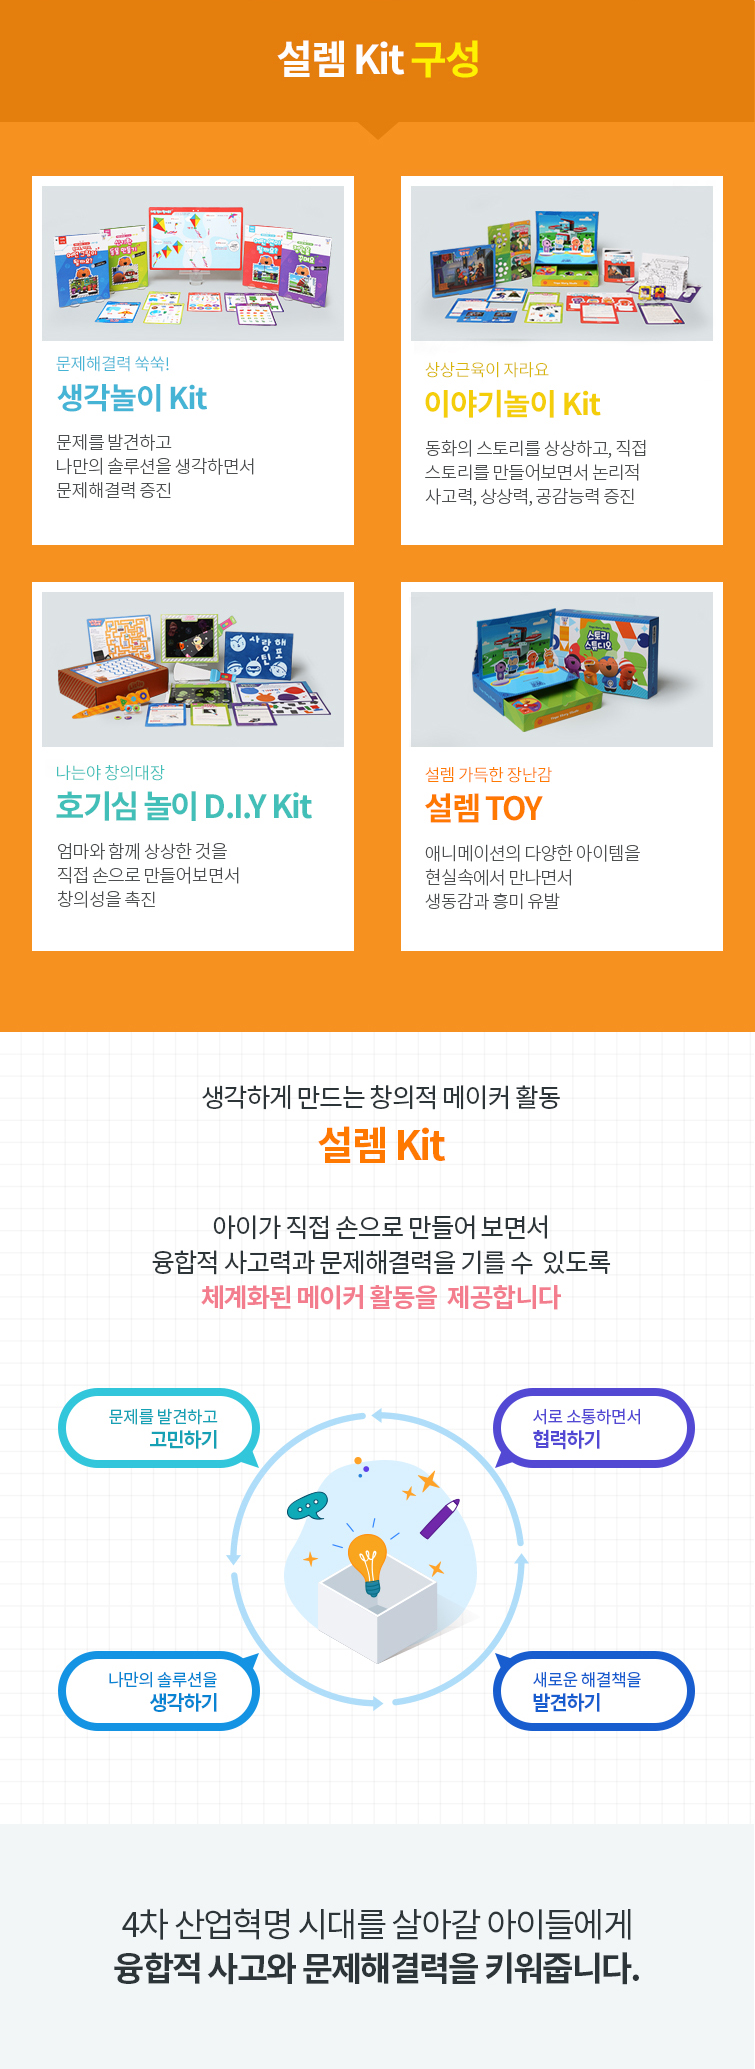 설렘 Kit 구성
문제해결력 쑥쑥!
생각놀이 Kit
문제를 발견하고
나만의 솔루션을 생각하면서
문제해결력 증진
상상근육이 자라요
이야기놀이 Kit
동화의 스토리를 상상하고, 직접
스토리를 만들어보면서 논리적
사고력, 상상력, 공감능력 증진
사랑해
탄포
나는야 창의대장
호기심 놀이 D.I.Y Kit
엄마와 함께 상상한 것을
직접 손으로 만들어보면서
창의성을 촉진
스토리
스튜디오
설렘 가득한 장난감
설렘 TOY
애니메이션의 다양한 아이템을
현실속에서 만나면서
생동감과 흥미 유발
생각하게 만드는 창의적 메이커 활동
설렘 Kit
아이가 직접 손으로 만들어 보면서
융합적 사고력과 문제해결력을 기를 수 있도록
체계화된 메이커 활동을 제공합니다
문제를 발견하고
고민하기
서로 소통하면서
협력하기
나만의 솔루션을
생각하기
새로운 해결책을
발견하기
4차 산업혁명 시대를 살아갈 아이들에게
융합적 사고와 문제해결력을 키워줍니다.